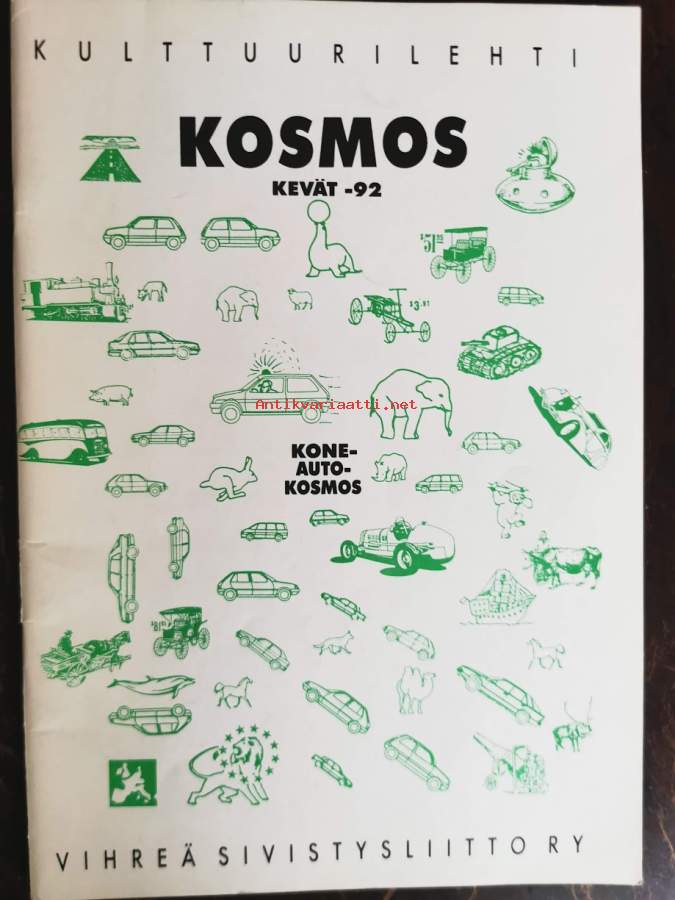 KULTTUURILEHTI
KOSMOS
KEVÄT -92
Antikvariaatti.net
KONE-
AUTO-
KOSMOS
VIHREÄ SIVISTYSLIITTO RY